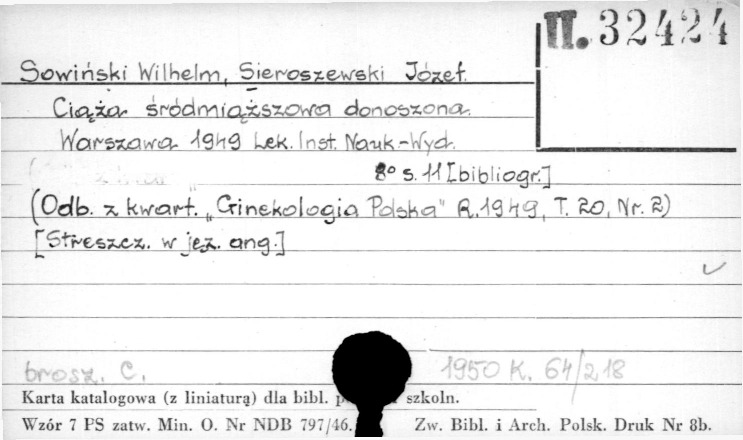 II. 32424
Sowiński Wilhelm, Sieroszewski Józef.
Ciąża śródmiąższowa donoszona.
Warszawa 1949 Lek. Inst. Nauk-Wyd.
8° s. 11 [bibliogr.]
(Odb. z kwart. „Ginekologia Polska" R. 1949, T. 20, Nr. 2)
[Streszcz. w jęz. ang.]
brosz. C. 1950 K. 64/218
Karta katalogowa (z liniaturą) dla bibl. szkoln.
Wzór 7 PS zatw. Min. O. Nr NDB 797/46. Zw. Bibl. i Arch. Polsk. Druk Nr 8b.